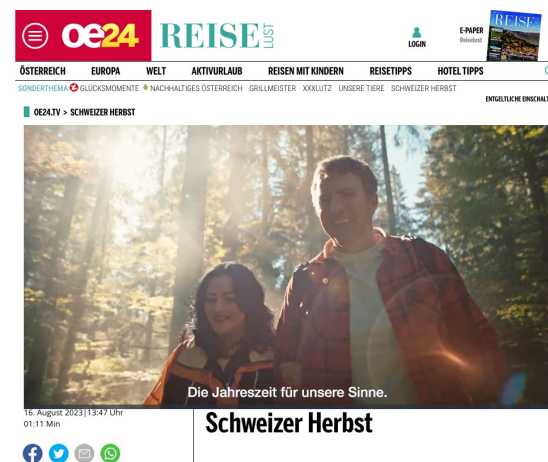 oe24 REISE LUST
LOGIN
E-PAPER
Reiselust
REISE
ÖSTERREICH EUROPA WELT AKTIVURLAUB REISEN MIT KINDERN REISETIPPS HOTEL TIPPS
SONDERTHEMA: GLÜCKSMOMENTE NACHHALTIGES ÖSTERREICH GRILLMEISTER XXXLUTZ UNSERE TIERE SCHWEIZER HERBST
ENTGELTLICHE EINSCHALT
OE24.TV > SCHWEIZER HERBST
Die Jahreszeit für unsere Sinne.
16. August 2023|13:47 Uhr
01:11 Min
Schweizer Herbst